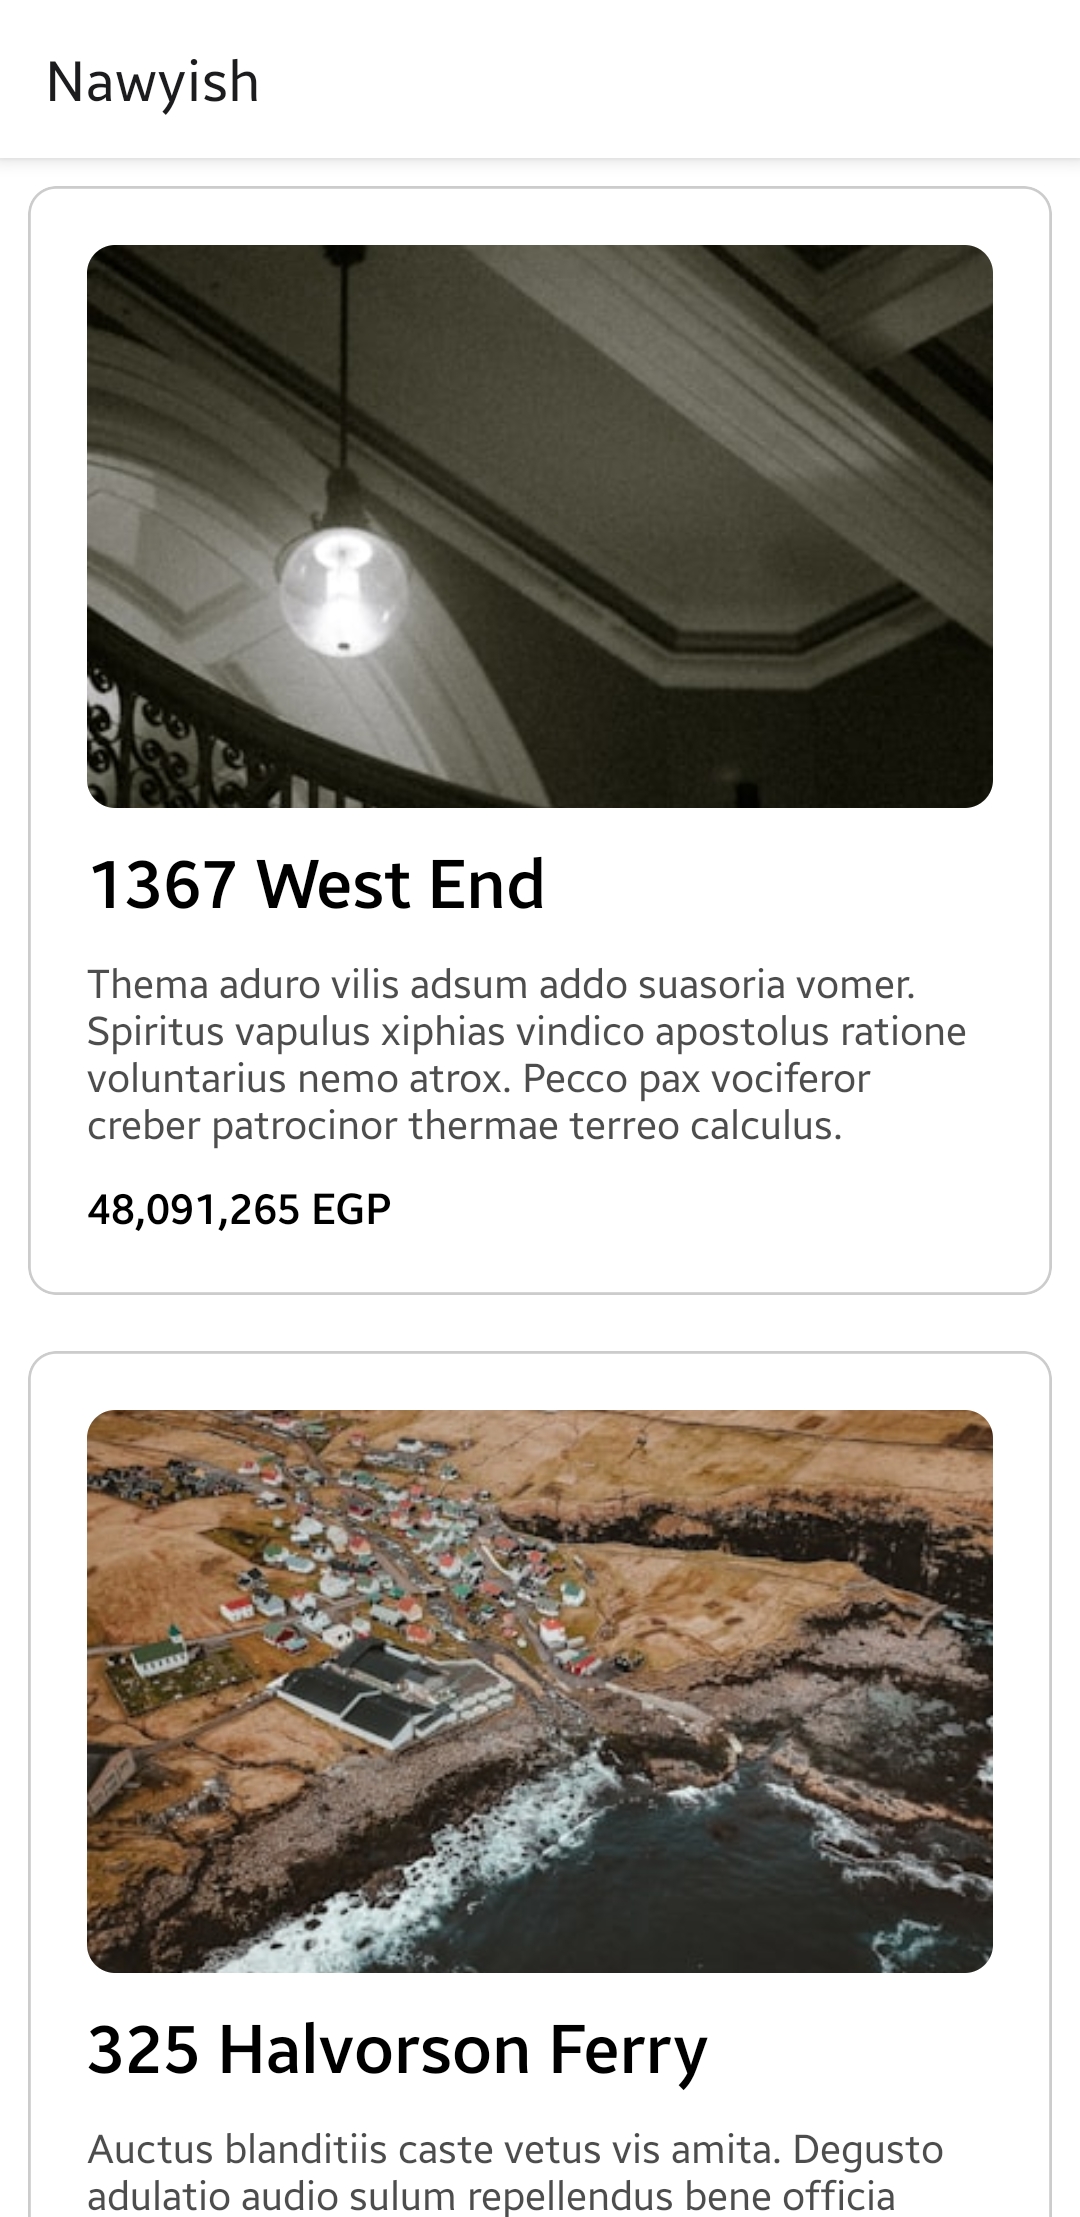 Nawyish
1367 West End
Thema aduro vilis adsum addo suasoria vomer.
Spiritus vapulus xiphias vindico apostolus ratione
voluntarius nemo atrox. Pecco pax vociferor
creber patrocinor thermae terreo calculus.
48,091,265 EGP
325 Halvorson Ferry
Auctus blanditiis caste vetus vis amita. Degusto
adulatio audio sulum repellendus bene officia